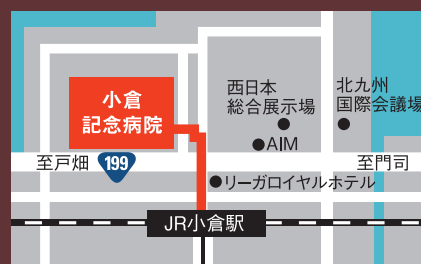 小倉
記念病院
西日本
総合展示場
北九州
国際会議場
AIM
至戸畑
199
至門司
リーガロイヤルホテル
JR小倉駅